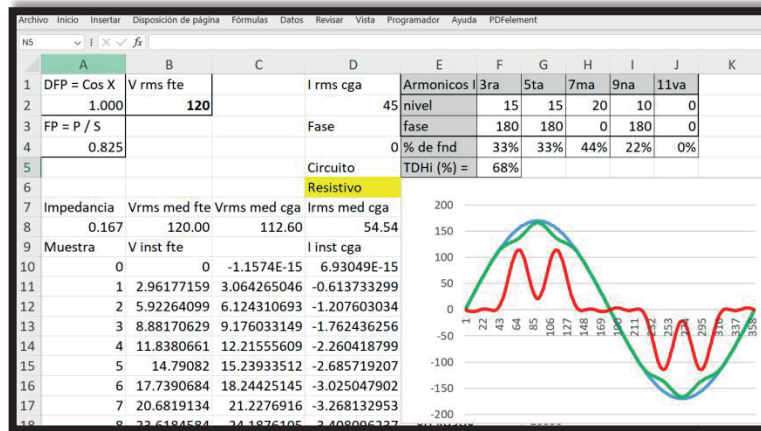 Archivo Inicio Insertar Disposición de página Fórmulas Datos Revisar Vista Programador Ayuda PDFelement
N5 fx
A B C D E F G H I J K
1 DFP = Cos X V rms fte I rms cga Armonicos I 3ra 5ta 7ma 9na 11va
2 1.000 120 45 nivel 15 15 20 10 0
3 FP = P / S Fase fase 180 180 0 180 0
4 0.825 0 % de fnd 33% 33% 44% 22% 0%
5 Circuito TDHi (%) = 68%
6 Resistivo
7 Impedancia Vrms med fte Vrms med cga Irms med cga
8 0.167 120.00 112.60 54.54
9 Muestra V inst fte I inst cga
10 0 0 -1.1574E-15 6.93049E-15
11 1 2.96177159 3.064265046 -0.613733299
12 2 5.92264099 6.124310693 -1.207603034
13 3 8.88170629 9.176033149 -1.762436256
14 4 11.8380661 12.21555609 -2.260418799
15 5 14.79082 15.23933512 -2.685719207
16 6 17.7390684 18.24425145 -3.025047902
17 7 20.6819134 21.2276916 -3.268132953
18 8 23.6184584 24.1876105 -3.408096237
200
150
100
50
0
-50
-100
-150
-200
1 22 43 64 85 106 127 148 169 190 211 232 253 274 295 316 337 358